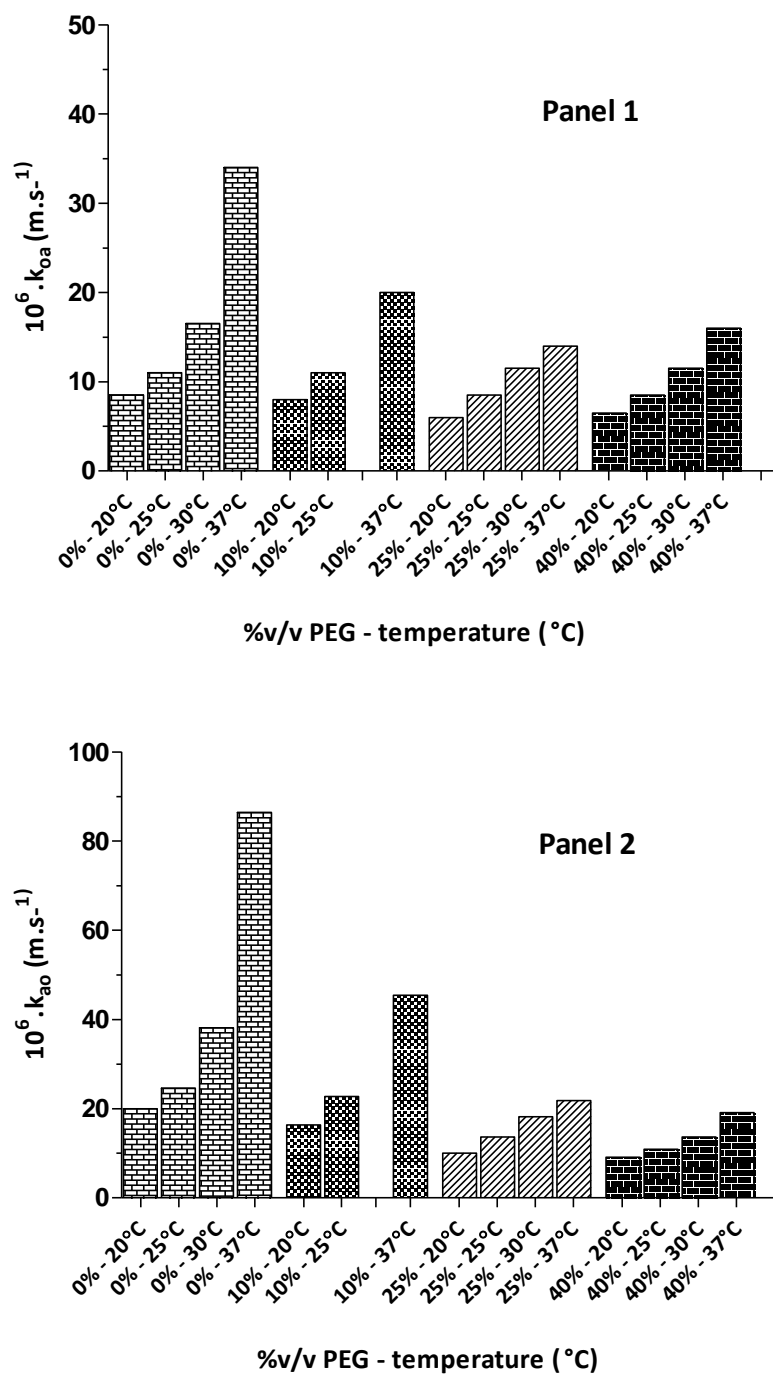 50
Panel 1
40
30
20
10
0
10⁶.kₒₐ (m.s-¹)
0% - 20°C
0% - 25°C
0% - 30°C
0% - 37°C
10% - 20°C
10% - 25°C
10% - 37°C
25% - 20°C
25% - 25°C
25% - 30°C
25% - 37°C
40% - 20°C
40% - 25°C
40% - 30°C
40% - 37°C
%v/v PEG - temperature (°C)
100
80
Panel 2
60
40
20
0
10⁶.kₐₒ (m.s-¹)
0% - 20°C
0% - 25°C
0% - 30°C
0% - 37°C
10% - 20°C
10% - 25°C
10% - 37°C
25% - 20°C
25% - 25°C
25% - 30°C
25% - 37°C
40% - 20°C
40% - 25°C
40% - 30°C
40% - 37°C
%v/v PEG - temperature (°C)